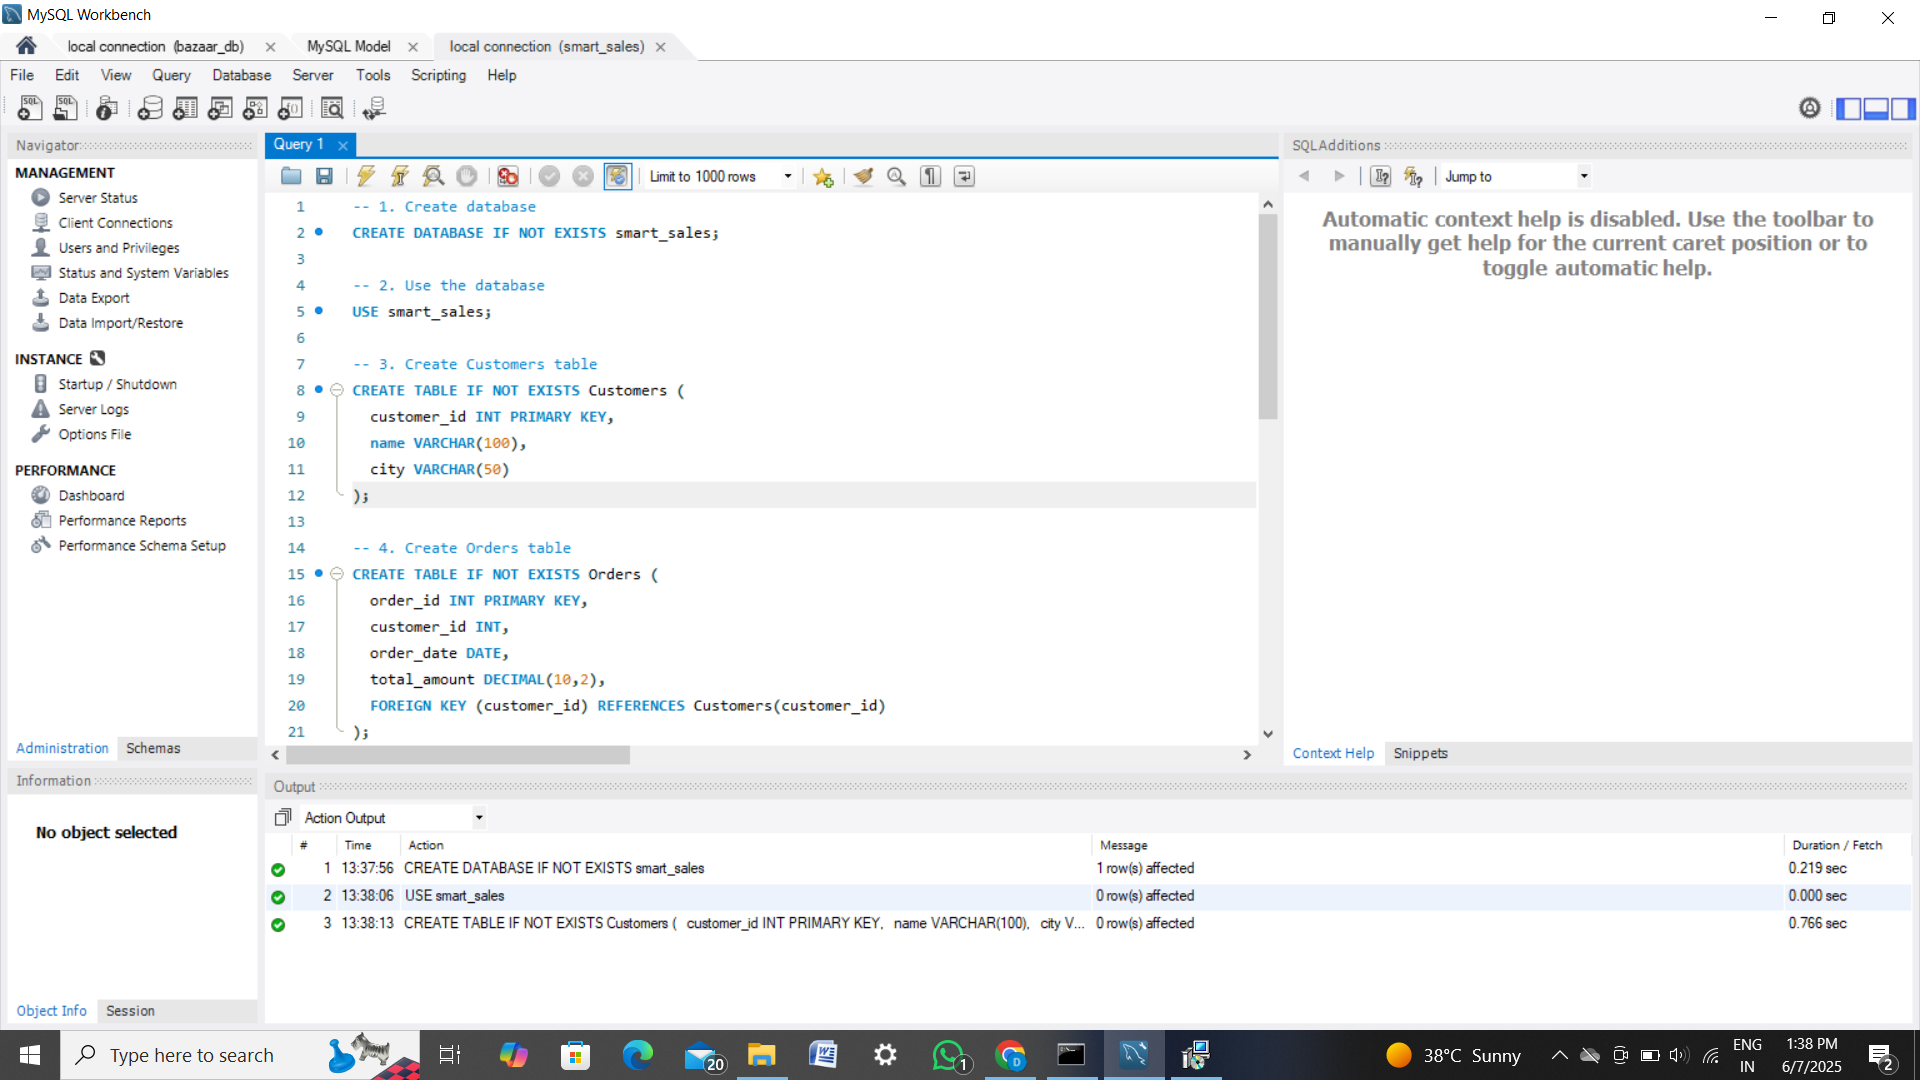 MySQL Workbench
local connection (bazaar_db)
MySQL Model
local connection (smart_sales)
File Edit View Query Database Server Tools Scripting Help
Navigator
MANAGEMENT
Server Status
Client Connections
Users and Privileges
Status and System Variables
Data Export
Data Import/Restore
INSTANCE
Startup / Shutdown
Server Logs
Options File
PERFORMANCE
Dashboard
Performance Reports
Performance Schema Setup
Administration Schemas
Information
No object selected
Object Info Session
Query 1
Limit to 1000 rows
1 -- 1. Create database
2 CREATE DATABASE IF NOT EXISTS smart_sales;
3
4 -- 2. Use the database
5 USE smart_sales;
6
7 -- 3. Create Customers table
8 CREATE TABLE IF NOT EXISTS Customers (
9 customer_id INT PRIMARY KEY,
10 name VARCHAR(100),
11 city VARCHAR(50)
12 );
13
14 -- 4. Create Orders table
15 CREATE TABLE IF NOT EXISTS Orders (
16 order_id INT PRIMARY KEY,
17 customer_id INT,
18 order_date DATE,
19 total_amount DECIMAL(10,2),
20 FOREIGN KEY (customer_id) REFERENCES Customers(customer_id)
21 );
SQLAdditions
Jump to
Automatic context help is disabled. Use the toolbar to
manually get help for the current caret position or to
toggle automatic help.
Context Help Snippets
Output
Action Output
# Time Action Message Duration / Fetch
1 13:37:56 CREATE DATABASE IF NOT EXISTS smart_sales 1 row(s) affected 0.219 sec
2 13:38:06 USE smart_sales 0 row(s) affected 0.000 sec
3 13:38:13 CREATE TABLE IF NOT EXISTS Customers ( customer_id INT PRIMARY KEY, name VARCHAR(100), city V... 0 row(s) affected 0.766 sec
Type here to search
20
1
38°C Sunny
ENG
IN
1:38 PM
6/7/2025
2